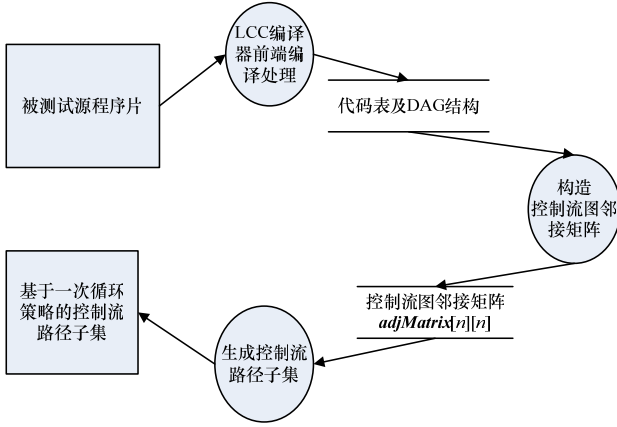 LCC编译
器前端编
译处理
被测试源程序片
代码表及DAG结构
构造
控制流图邻
接矩阵
控制流图邻接矩阵
adjMatrix[n][n]
生成控制流
路径子集
基于一次循环
策略的控制流
路径子集